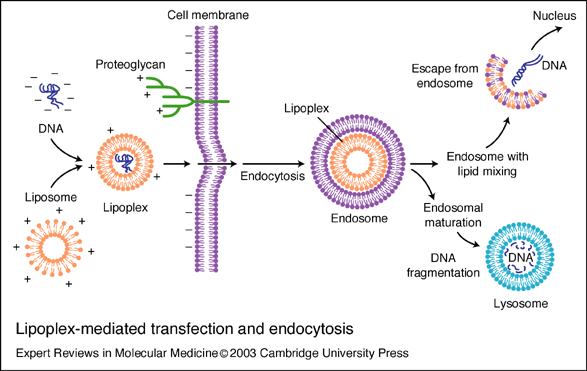 Cell membrane
Nucleus
Proteoglycan
DNA
Escape from
endosome
DNA
Lipoplex
Liposome
Lipoplex
Endocytosis
Endosome
Endosome with
lipid mixing
Endosomal
maturation
DNA
fragmentation
DNA
Lysosome
Lipoplex-mediated transfection and endocytosis
Expert Reviews in Molecular Medicine © 2003 Cambridge University Press